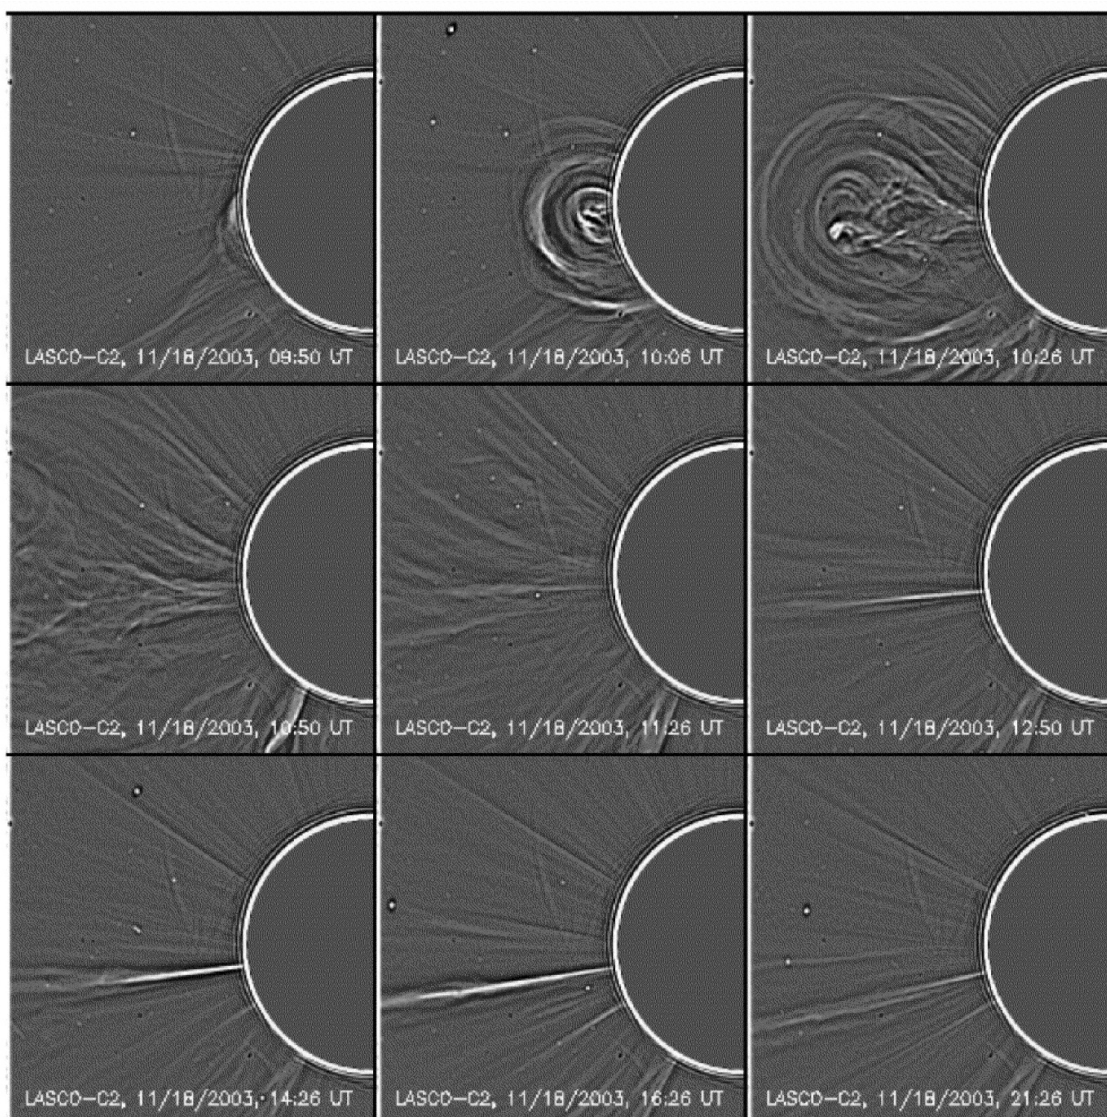 LASCO-C2, 11/18/2003, 09:50 UT
LASCO-C2, 11/18/2003, 10:06 UT
LASCO-C2, 11/18/2003, 10:26 UT
LASCO-C2, 11/18/2003, 10:50 UT
LASCO-C2, 11/18/2003, 11:26 UT
LASCO-C2, 11/18/2003, 12:50 UT
LASCO-C2, 11/18/2003, 14:26 UT
LASCO-C2, 11/18/2003, 16:26 UT
LASCO-C2, 11/18/2003, 21:26 UT